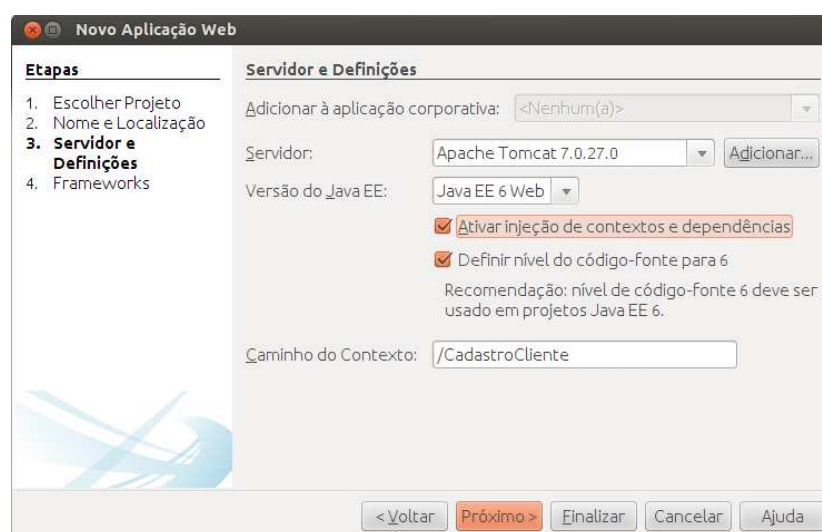 Novo Aplicação Web
Etapas
1. Escolher Projeto
2. Nome e Localização
3. Servidor e
Definições
4. Frameworks
Servidor e Definições
Adicionar à aplicação corporativa: <Nenhum(a)>
Servidor: Apache Tomcat 7.0.27.0 Adicionar...
Versão do Java EE: Java EE 6 Web
Ativar injeção de contextos e dependências
Definir nível do código-fonte para 6
Recomendação: nível de código-fonte 6 deve ser
usado em projetos Java EE 6.
Caminho do Contexto: /CadastroCliente
< Voltar Próximo > Finalizar Cancelar Ajuda